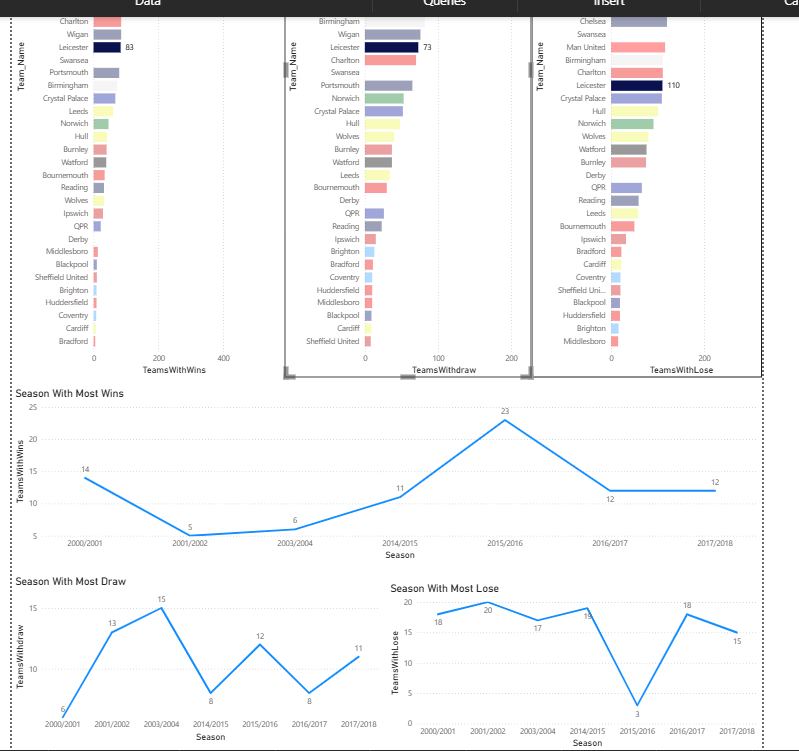 Data Queries Insert Ca
Team_Name
Charlton
Wigan
Leicester 83
Swansea
Portsmouth
Birmingham
Crystal Palace
Leeds
Norwich
Hull
Burnley
Watford
Bournemouth
Reading
Wolves
Ipswich
QPR
Derby
Middlesboro
Blackpool
Sheffield United
Brighton
Huddersfield
Coventry
Cardiff
Bradford
0 200 400
TeamsWithWins
Team_Name
Birmingham
Wigan
Leicester 73
Charlton
Swansea
Portsmouth
Norwich
Crystal Palace
Hull
Wolves
Burnley
Watford
Leeds
Bournemouth
Derby
QPR
Reading
Ipswich
Brighton
Bradford
Coventry
Huddersfield
Middlesboro
Blackpool
Cardiff
Sheffield United
0 100 200
TeamsWithdraw
Team_Name
Chelsea
Swansea
Man United
Birmingham
Charlton
Leicester 110
Crystal Palace
Hull
Norwich
Wolves
Watford
Burnley
Derby
QPR
Reading
Leeds
Bournemouth
Ipswich
Bradford
Cardiff
Coventry
Sheffield Uni...
Blackpool
Huddersfield
Brighton
Middlesboro
0 200
TeamsWithLose
Season With Most Wins
TeamsWithWins
25
20
15
10
5
14 5 6 11 23 12 12
2000/2001 2001/2002 2003/2004 2014/2015 2015/2016 2016/2017 2017/2018
Season
Season With Most Draw
TeamsWithdraw
15
10
6 13 15 8 12 8 11
2000/2001 2001/2002 2003/2004 2014/2015 2015/2016 2016/2017 2017/2018
Season
Season With Most Lose
TeamsWithLose
20
15
10
5
0
18 20 17 19 3 18 15
2000/2001 2001/2002 2003/2004 2014/2015 2015/2016 2016/2017 2017/2018
Season